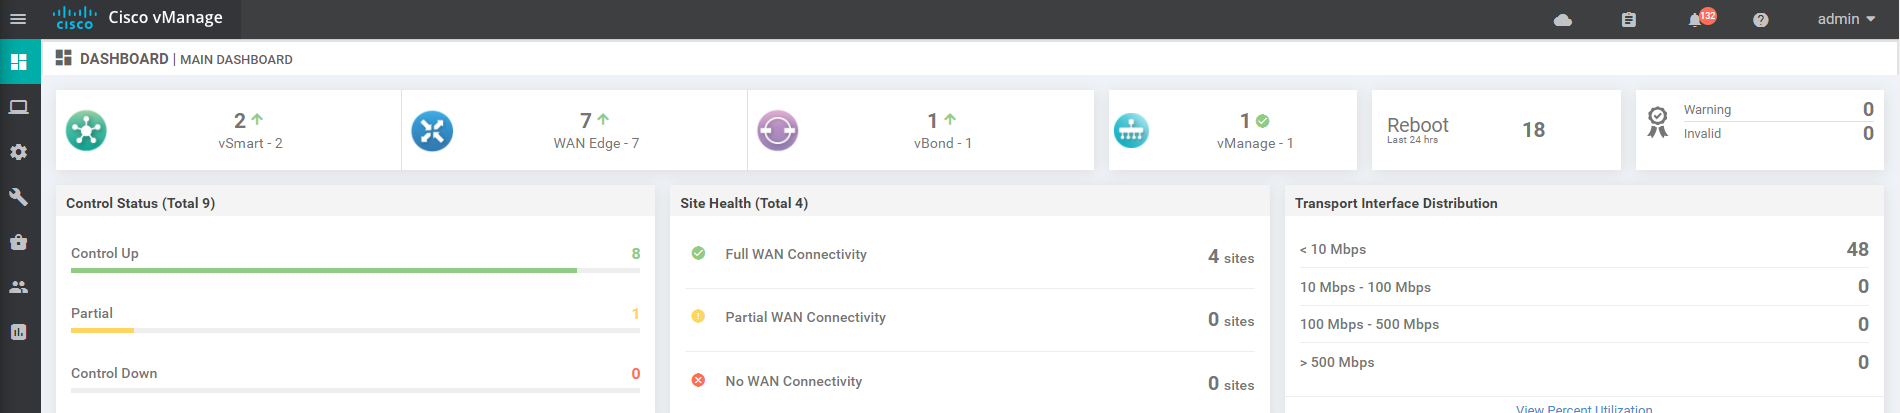 CISCO Cisco vManage 132 admin
DASHBOARD | MAIN DASHBOARD
2 vSmart - 2
7 WAN Edge - 7
1 vBond - 1
1 vManage - 1
Reboot Last 24 hrs 18
Warning 0
Invalid 0
Control Status (Total 9)
Control Up 8
Partial 1
Control Down 0
Site Health (Total 4)
Full WAN Connectivity 4 sites
Partial WAN Connectivity 0 sites
No WAN Connectivity 0 sites
Transport Interface Distribution
< 10 Mbps 48
10 Mbps - 100 Mbps 0
100 Mbps - 500 Mbps 0
> 500 Mbps 0
View Percent Utilization